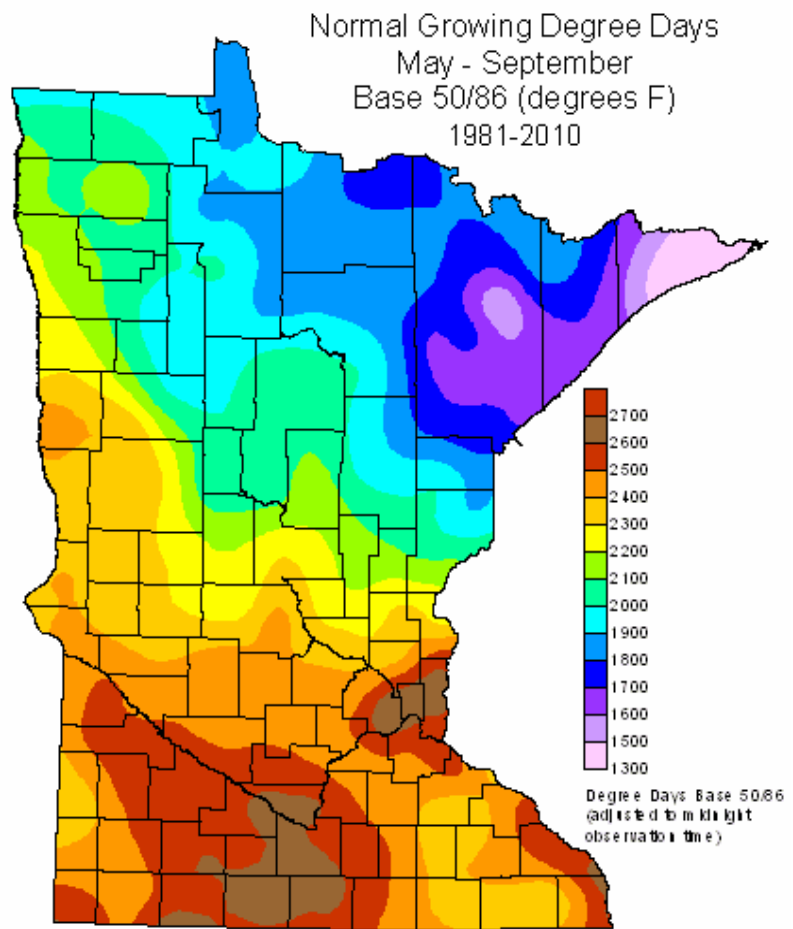 Normal Growing Degree Days
May - September
Base 50/86 (degrees F)
1981-2010
2700
2600
2500
2400
2300
2200
2100
2000
1900
1800
1700
1600
1500
1300
Degree Days Base 50/86
(adjusted to midnight
observation time)